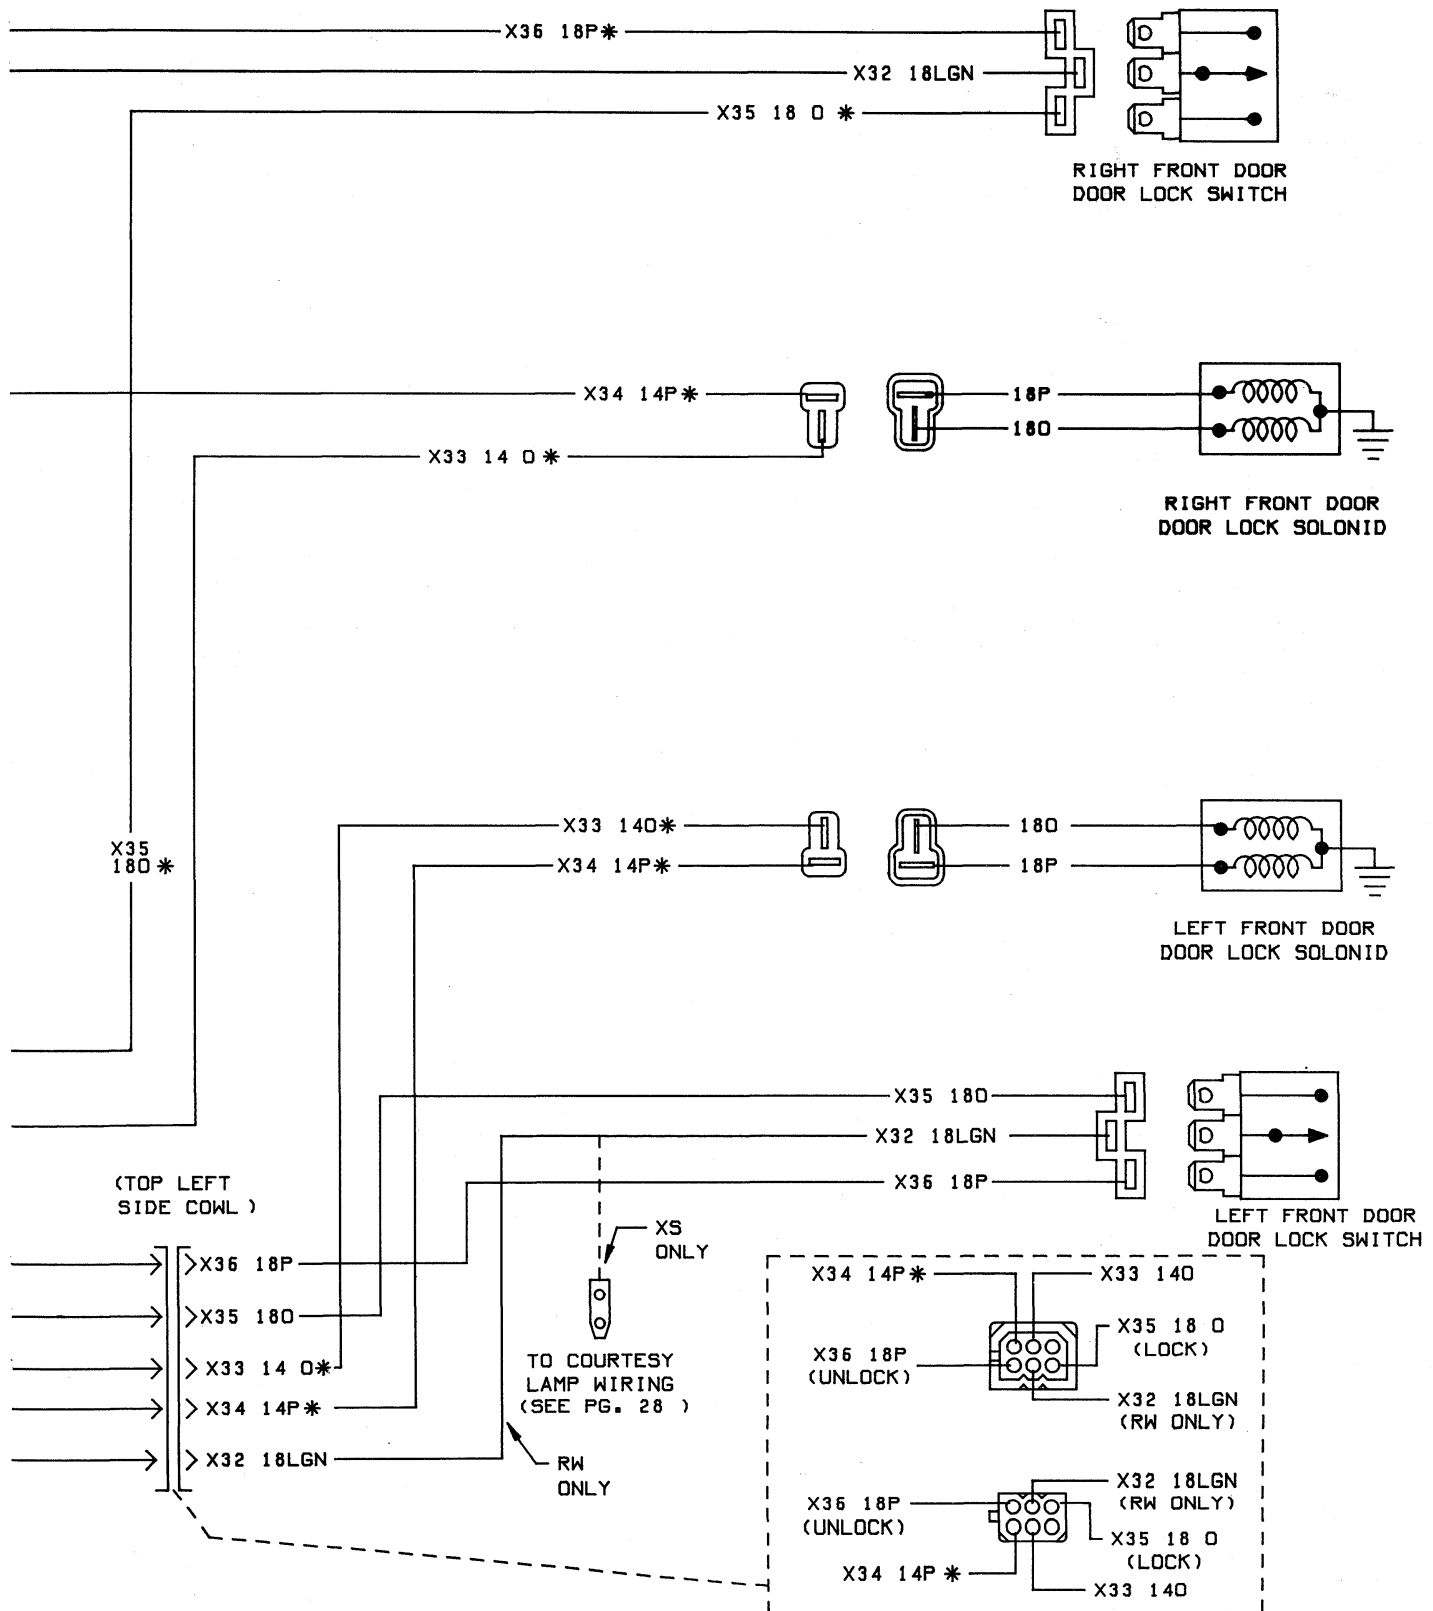 X36 18P*
X32 18LGN
X35 18 O *
RIGHT FRONT DOOR
DOOR LOCK SWITCH
X34 14P*
18P
18O
X33 14 O*
RIGHT FRONT DOOR
DOOR LOCK SOLONID
X33 14O*
18O
X35
18O *
X34 14P*
18P
LEFT FRONT DOOR
DOOR LOCK SOLONID
X35 18O
X32 18LGN
X36 18P
(TOP LEFT
SIDE COWL )
LEFT FRONT DOOR
DOOR LOCK SWITCH
XS
ONLY
X36 18P
X35 18O
X33 14 O*
X34 14P*
X32 18LGN
TO COURTESY
LAMP WIRING
(SEE PG. 28 )
RW
ONLY
X34 14P*
X33 14O
X35 18 O
(LOCK)
X36 18P
(UNLOCK)
X32 18LGN
(RW ONLY)
X32 18LGN
(RW ONLY)
X36 18P
(UNLOCK)
X35 18 O
(LOCK)
X34 14P *
X33 14O